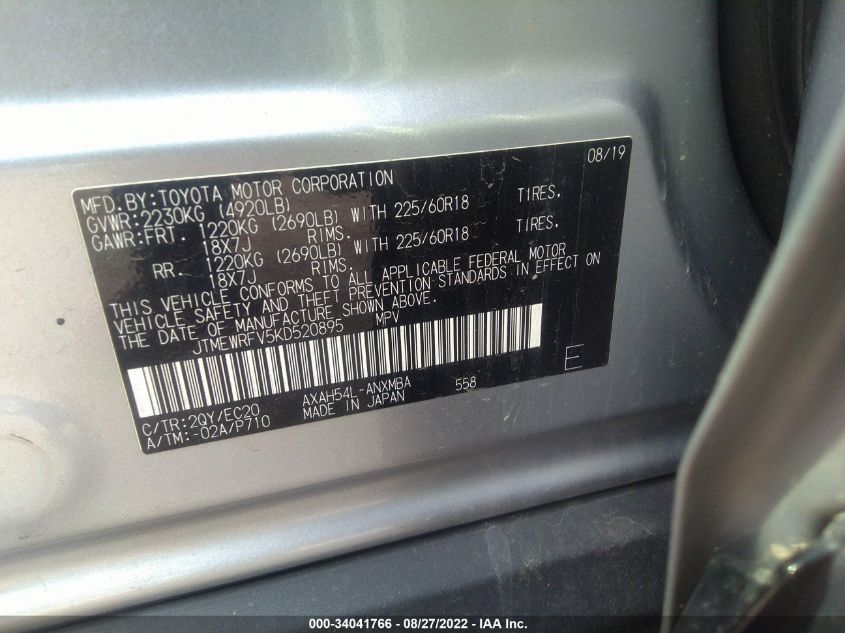 08/19
MFD.BY:TOYOTA MOTOR CORPORATION
GVWR:2230KG (4920LB)
GAWR:FRT. 1220KG (2690LB) WITH 225/60R18 TIRES.
18X7J RIMS.
RR. 1220KG (2690LB) WITH 225/60R18 TIRES.
18X7J RIMS.
THIS VEHICLE CONFORMS TO ALL APPLICABLE FEDERAL MOTOR
VEHICLE SAFETY AND THEFT PREVENTION STANDARDS IN EFFECT ON
THE DATE OF MANUFACTURE SHOWN ABOVE.
JTMEWRFV5KD520895 MPV
C/TR:2QY/EC20 AXAH54L-ANXMBA 558 E
A/TM:-02A/P710 MADE IN JAPAN
000-34041766 - 08/27/2022 - IAA Inc.